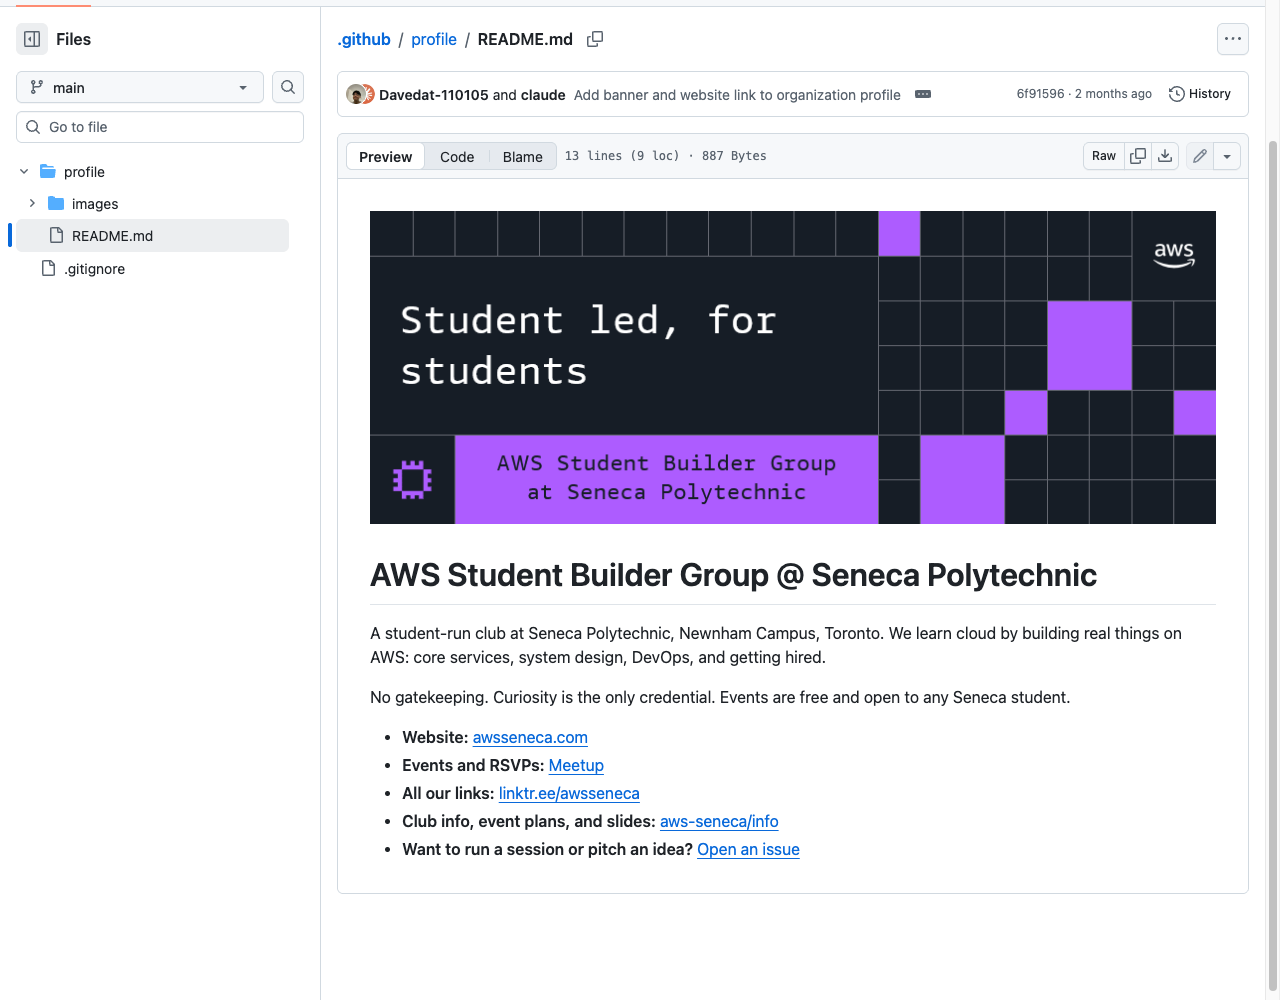 Files
main
Go to file
profile
images
README.md
.gitignore
.github / profile / README.md
Davedat-110105 and claude Add banner and website link to organization profile
6f91596 · 2 months ago
History
Preview
Code
Blame
13 lines (9 loc) · 887 Bytes
Raw
aws
Student led, for
students
AWS Student Builder Group
at Seneca Polytechnic
AWS Student Builder Group @ Seneca Polytechnic
A student-run club at Seneca Polytechnic, Newnham Campus, Toronto. We learn cloud by building real things on
AWS: core services, system design, DevOps, and getting hired.
No gatekeeping. Curiosity is the only credential. Events are free and open to any Seneca student.
• Website: awsseneca.com
• Events and RSVPs: Meetup
• All our links: linktr.ee/awsseneca
• Club info, event plans, and slides: aws-seneca/info
• Want to run a session or pitch an idea? Open an issue